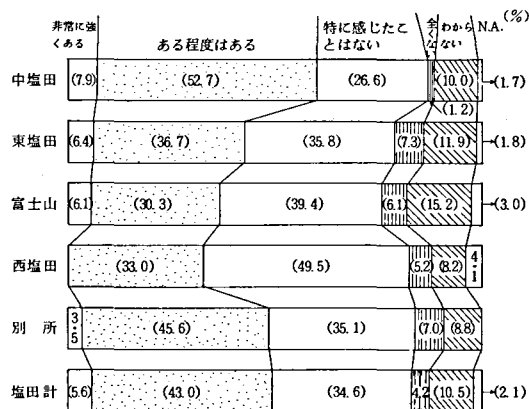 (%)
非常に強くある
ある程度はある
特に感じたことはない
全くない
わからない
N.A.
中塩田 (7.9) (52.7) (26.6) (1.2) (10.0) (1.7)
東塩田 (6.4) (36.7) (35.8) (7.3) (11.9) (1.8)
富士山 (6.1) (30.3) (39.4) (6.1) (15.2) (3.0)
西塩田 (33.0) (49.5) (5.2) (8.2) 4.1
別所 3.5 (45.6) (35.1) (7.0) (8.8)
塩田計 (5.6) (43.0) (34.6) 4.2 (10.5) (2.1)